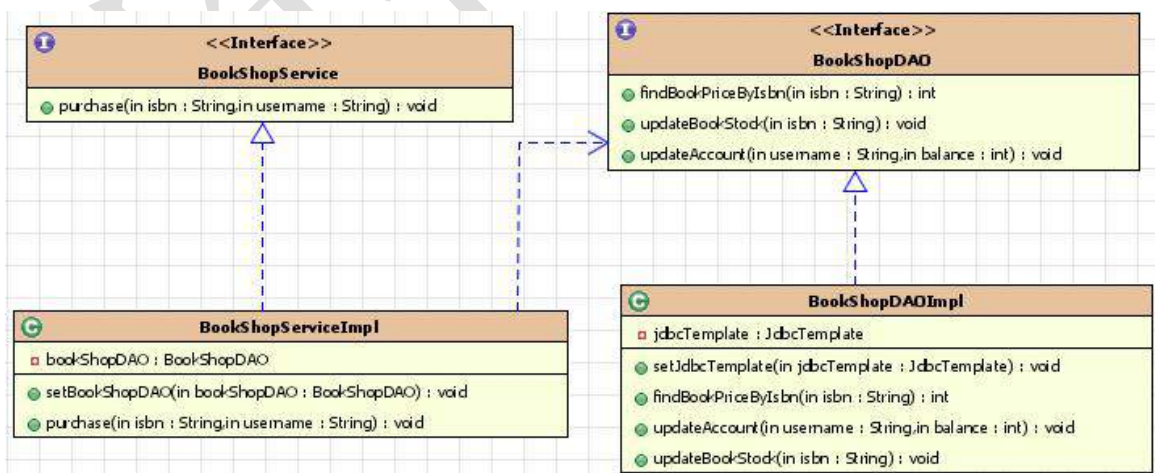 <<Interface>>
BookShopService
purchase(in isbn : String,in username : String) : void
<<Interface>>
BookShopDAO
findBookPriceByIsbn(in isbn : String) : int
updateBookStock(in isbn : String) : void
updateAccount(in username : String,in balance : int) : void
BookShopServiceImpl
bookShopDAO : BookShopDAO
setBookShopDAO(in bookShopDAO : BookShopDAO) : void
purchase(in isbn : String,in username : String) : void
BookShopDAOImpl
jdbcTemplate : JdbcTemplate
setJdbcTemplate(in jdbcTemplate : JdbcTemplate) : void
findBookPriceByIsbn(in isbn : String) : int
updateAccount(in username : String,in balance : int) : void
updateBookStock(in isbn : String) : void